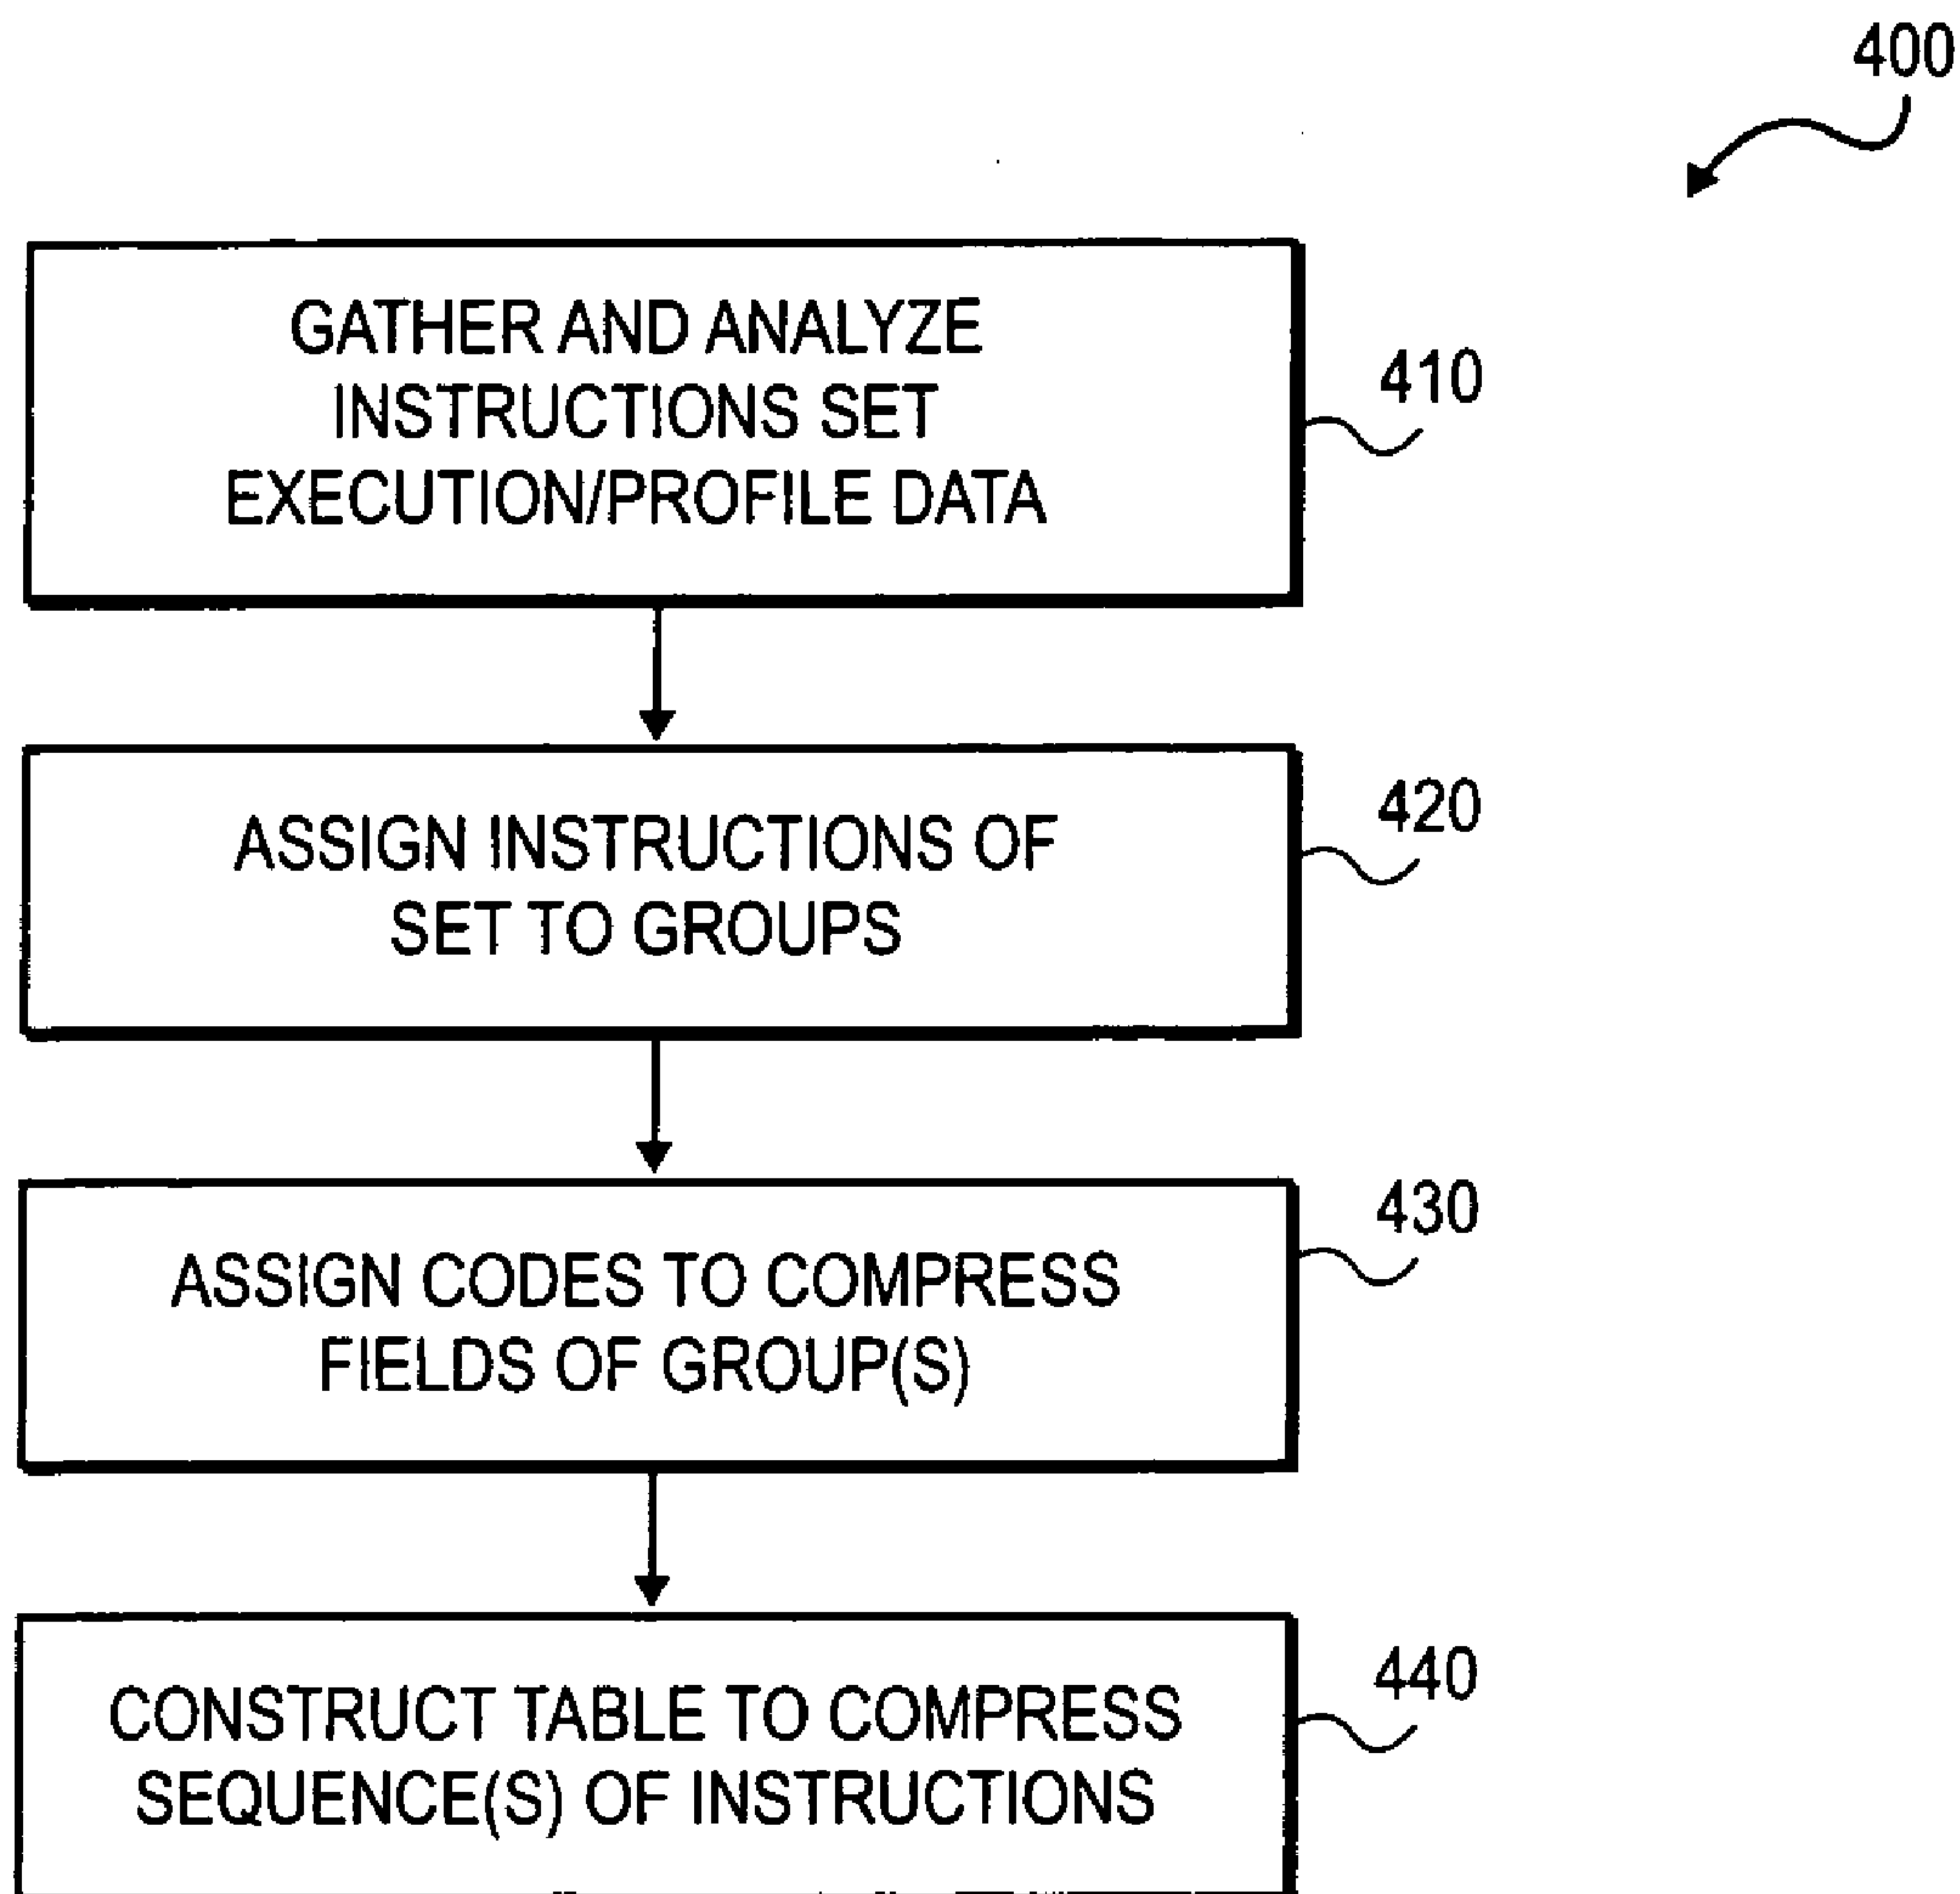 400
GATHER AND ANALYZE
INSTRUCTIONS SET
EXECUTION/PROFILE DATA
410
ASSIGN INSTRUCTIONS OF
SET TO GROUPS
420
ASSIGN CODES TO COMPRESS
FIELDS OF GROUP(S)
430
CONSTRUCT TABLE TO COMPRESS
SEQUENCE(S) OF INSTRUCTIONS
440